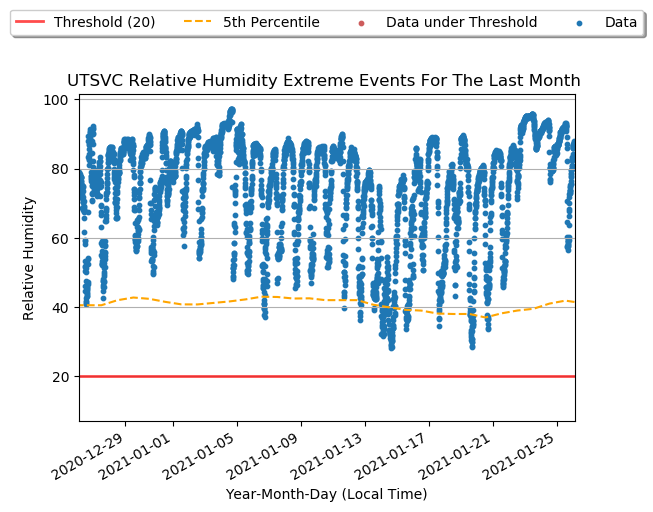 Threshold (20) 5th Percentile Data under Threshold Data
UTSVC Relative Humidity Extreme Events For The Last Month
100
80
60
40
20
Relative Humidity
2020-12-29 2021-01-01 2021-01-05 2021-01-09 2021-01-13 2021-01-17 2021-01-21 2021-01-25
Year-Month-Day (Local Time)